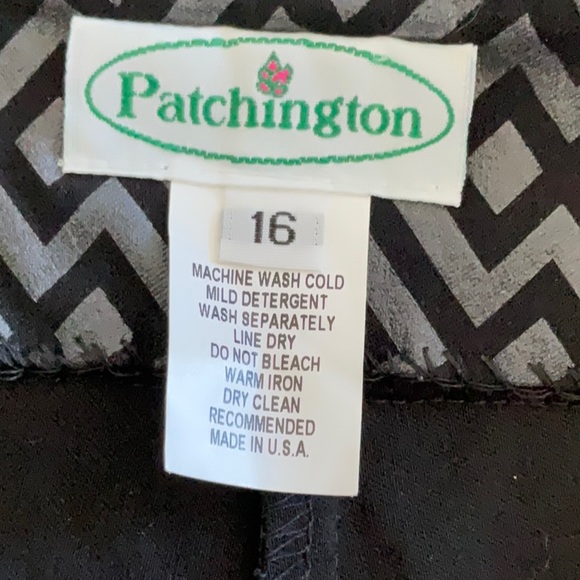 Patchington
16
MACHINE WASH COLD
MILD DETERGENT
WASH SEPARATELY
LINE DRY
DO NOT BLEACH
WARM IRON
DRY CLEAN
RECOMMENDED
MADE IN U.S.A.